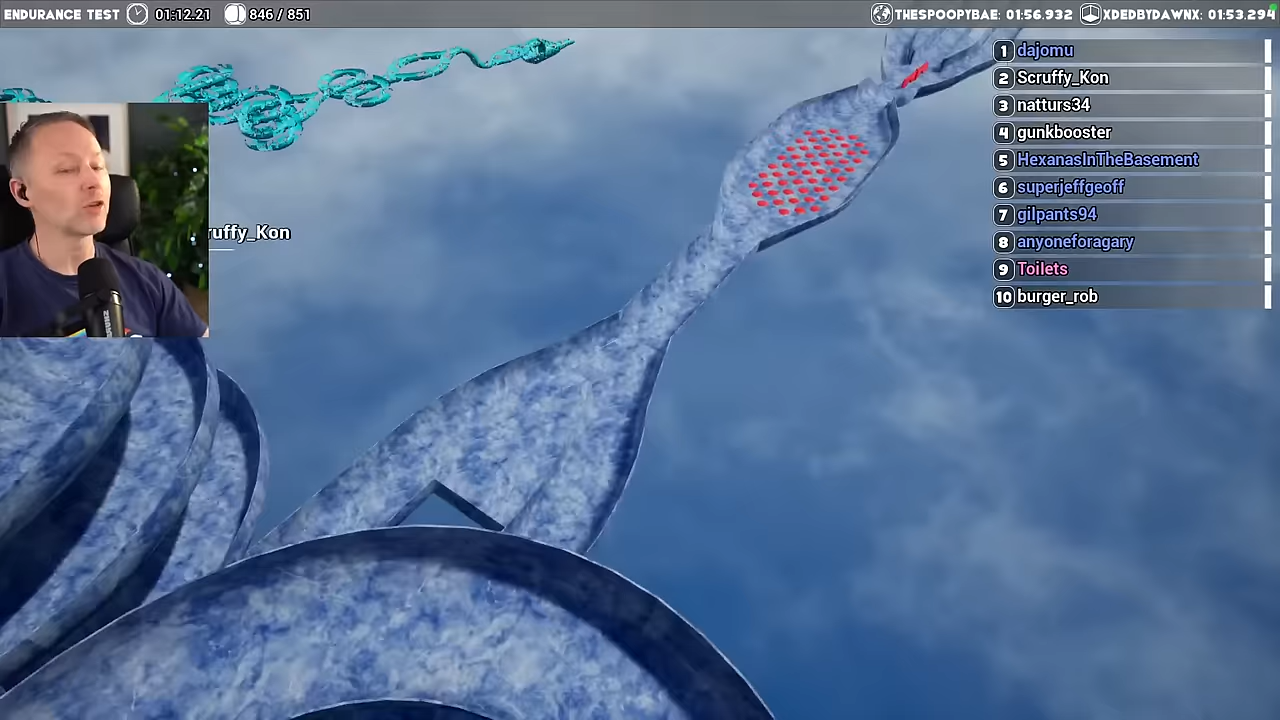 ENDURANCE TEST 01:12.21 846 / 851 THESPOOPYBAE: 01:56.932 XDEDBYDAWNX: 01:53.294
1 dajomu
2 Scruffy_Kon
3 natturs34
4 gunkbooster
5 HexanasInTheBasement
6 superjeffgeoff
7 gilpants94
8 anyoneforagary
9 Toilets
10 burger_rob
ruffy_Kon